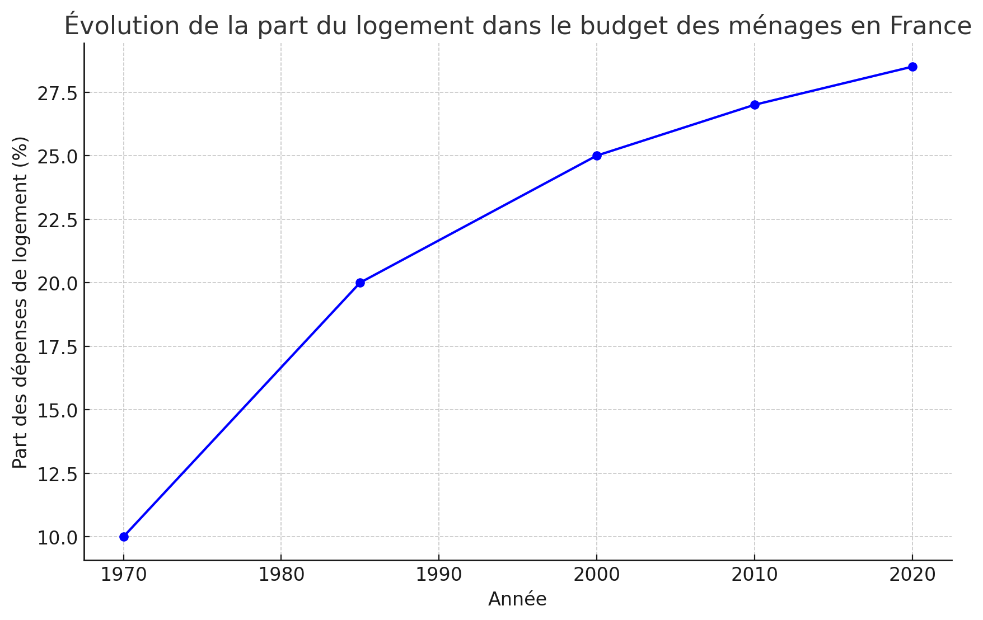 Évolution de la part du logement dans le budget des ménages en France
Part des dépenses de logement (%)
27.5
25.0
22.5
20.0
17.5
15.0
12.5
10.0
1970 1980 1990 2000 2010 2020
Année